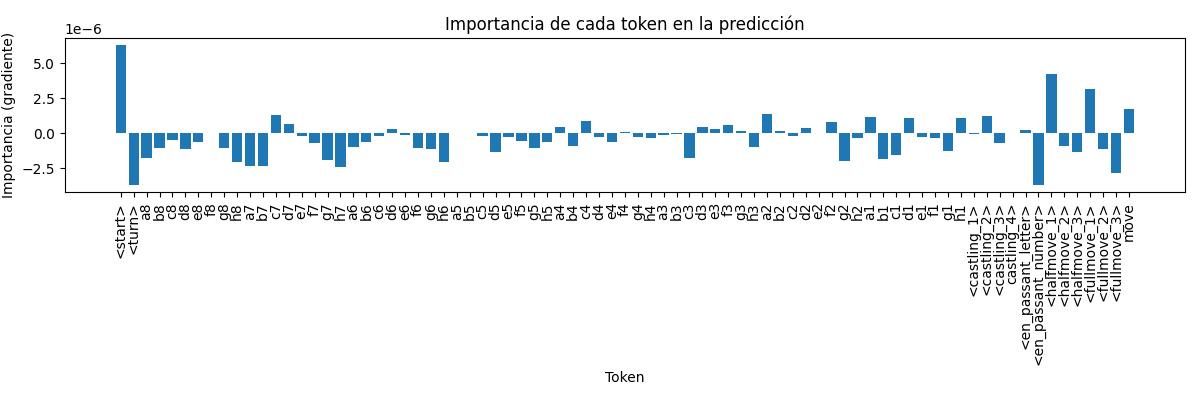 Importancia de cada token en la predicción
1e−6
Importancia (gradiente)
5.0
2.5
0.0
−2.5
<start>
<turn>
a8
b8
c8
d8
e8
f8
g8
h8
a7
b7
c7
d7
e7
f7
g7
h7
a6
b6
c6
d6
e6
f6
g6
h6
a5
b5
c5
d5
e5
f5
g5
h5
a4
b4
c4
d4
e4
f4
g4
h4
a3
b3
c3
d3
e3
f3
g3
h3
a2
b2
c2
d2
e2
f2
g2
h2
a1
b1
c1
d1
e1
f1
g1
h1
<castling_1>
<castling_2>
<castling_3>
castling_4>
<en_passant_letter>
<en_passant_number>
<halfmove_1>
<halfmove_2>
<halfmove_3>
<fullmove_1>
<fullmove_2>
<fullmove_3>
move
Token